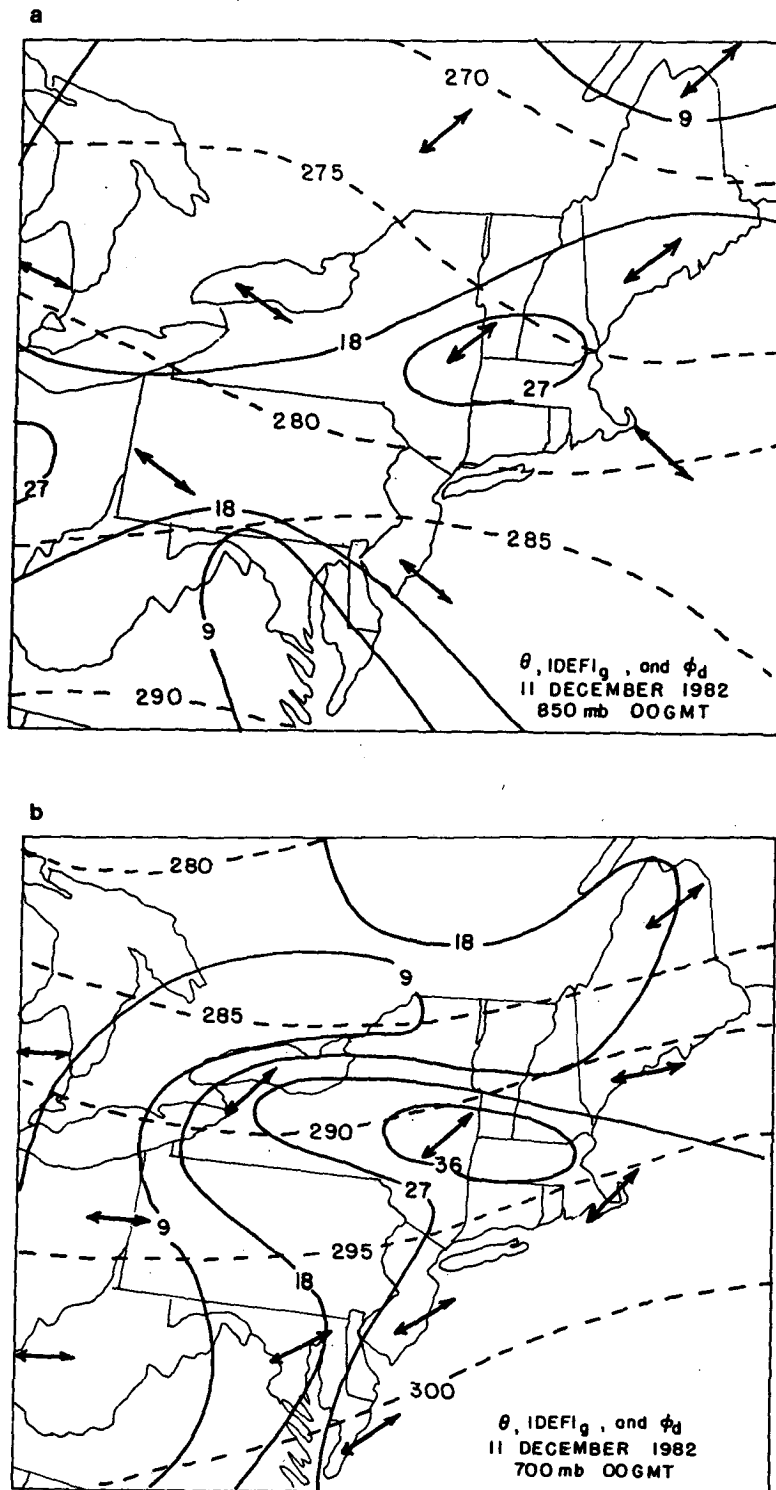 a
270
9
275
18
27
280
27
18
285
9
290
θ, IDEFIg, and ϕd
11 DECEMBER 1982
850 mb 00GMT
b
280
18
9
285
290
36
27
9
295
18
300
θ, IDEFIg, and ϕd
11 DECEMBER 1982
700 mb 00GMT